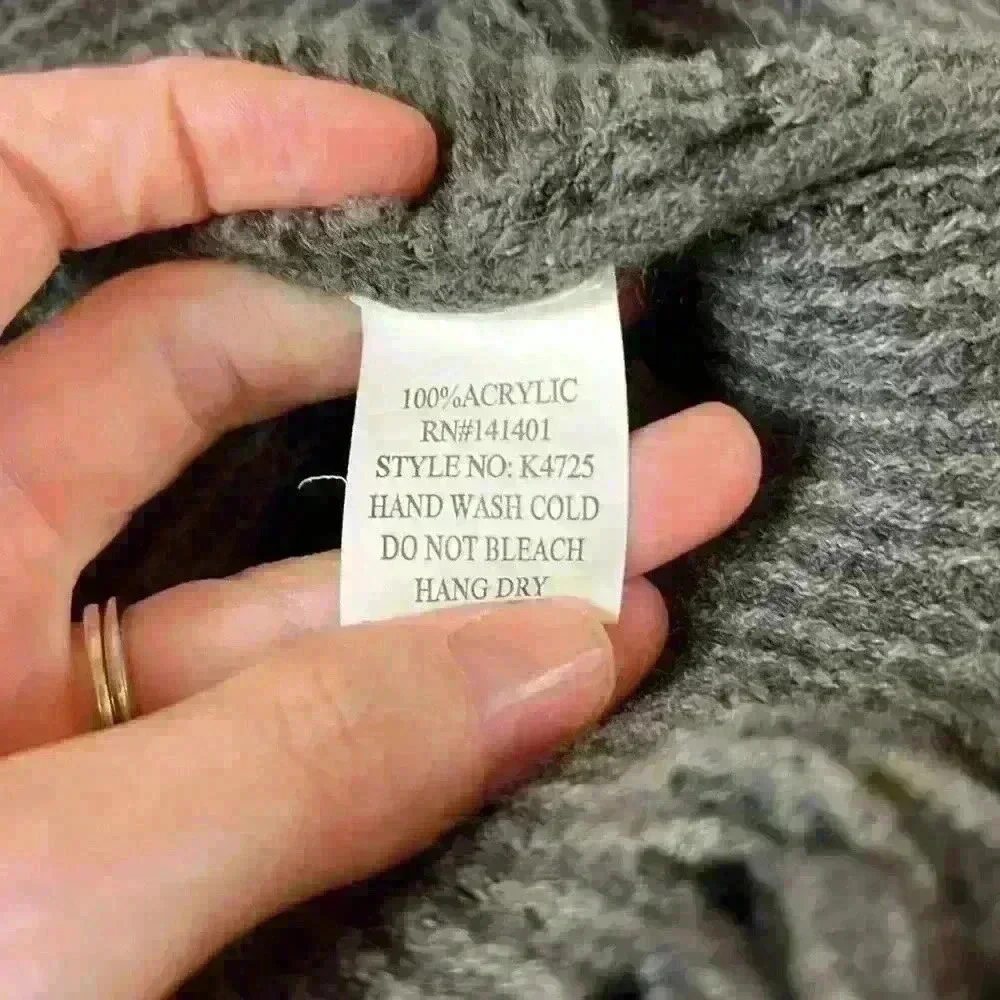 100%ACRYLIC
RN#141401
STYLE NO: K4725
HAND WASH COLD
DO NOT BLEACH
HANG DRY